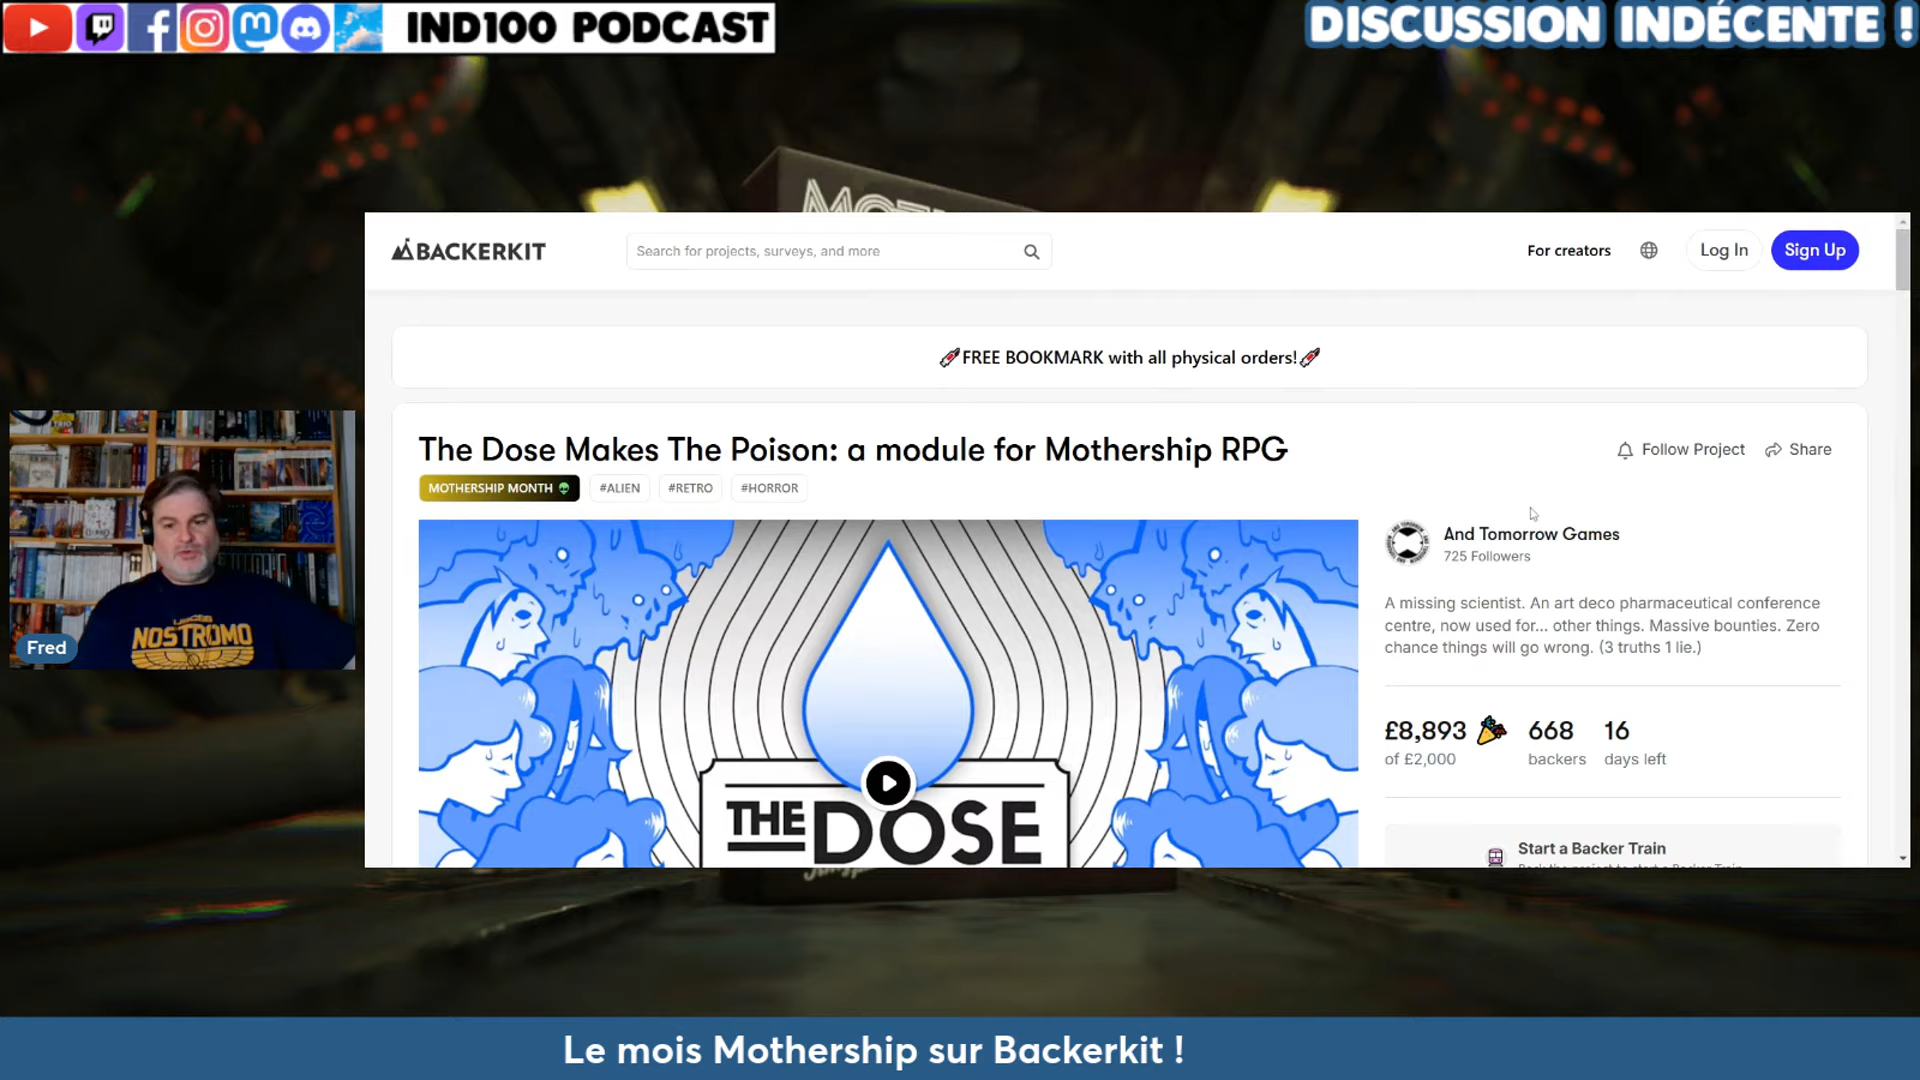 IND100 PODCAST
DISCUSSION INDÉCENTE !
BACKERKIT
Search for projects, surveys, and more
For creators
Log In
Sign Up
FREE BOOKMARK with all physical orders!
The Dose Makes The Poison: a module for Mothership RPG
Follow Project
Share
MOTHERSHIP MONTH
#ALIEN
#RETRO
#HORROR
And Tomorrow Games
725 Followers
A missing scientist. An art deco pharmaceutical conference
centre, now used for... other things. Massive bounties. Zero
chance things will go wrong. (3 truths 1 lie.)
£8,893
668
16
of £2,000
backers
days left
THE DOSE
Start a Backer Train
NOSTROMO
Fred
Le mois Mothership sur Backerkit !